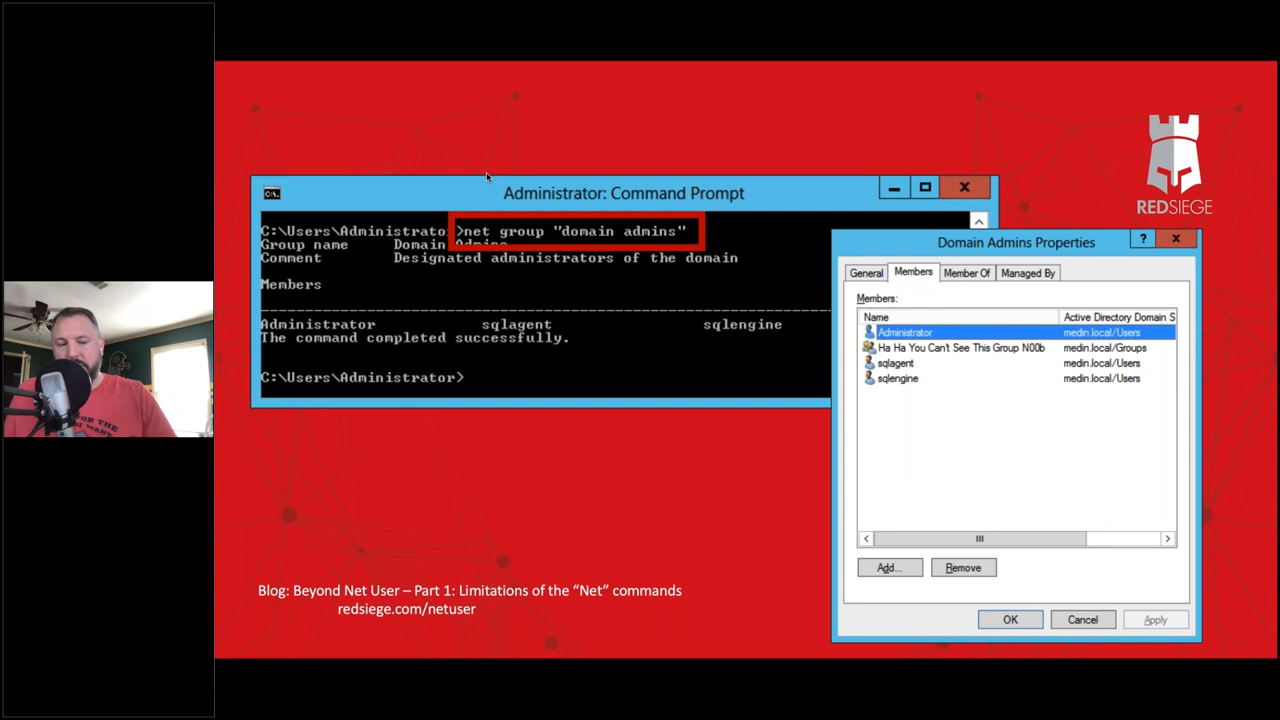 Administrator: Command Prompt
C:\Users\Administrator>net group "domain admins"
Group name Domain Admins
Comment Designated administrators of the domain
Members
Administrator sqlagent sqlengine
The command completed successfully.
C:\Users\Administrator>
REDSIEGE
Domain Admins Properties
General Members Member Of Managed By
Members:
Name Active Directory Domain S
Administrator medin.local/Users
Ha Ha You Can't See This Group N00b medin.local/Groups
sqlagent medin.local/Users
sqlengine medin.local/Users
Add... Remove
OK Cancel Apply
Blog: Beyond Net User – Part 1: Limitations of the “Net” commands
redsiege.com/netuser